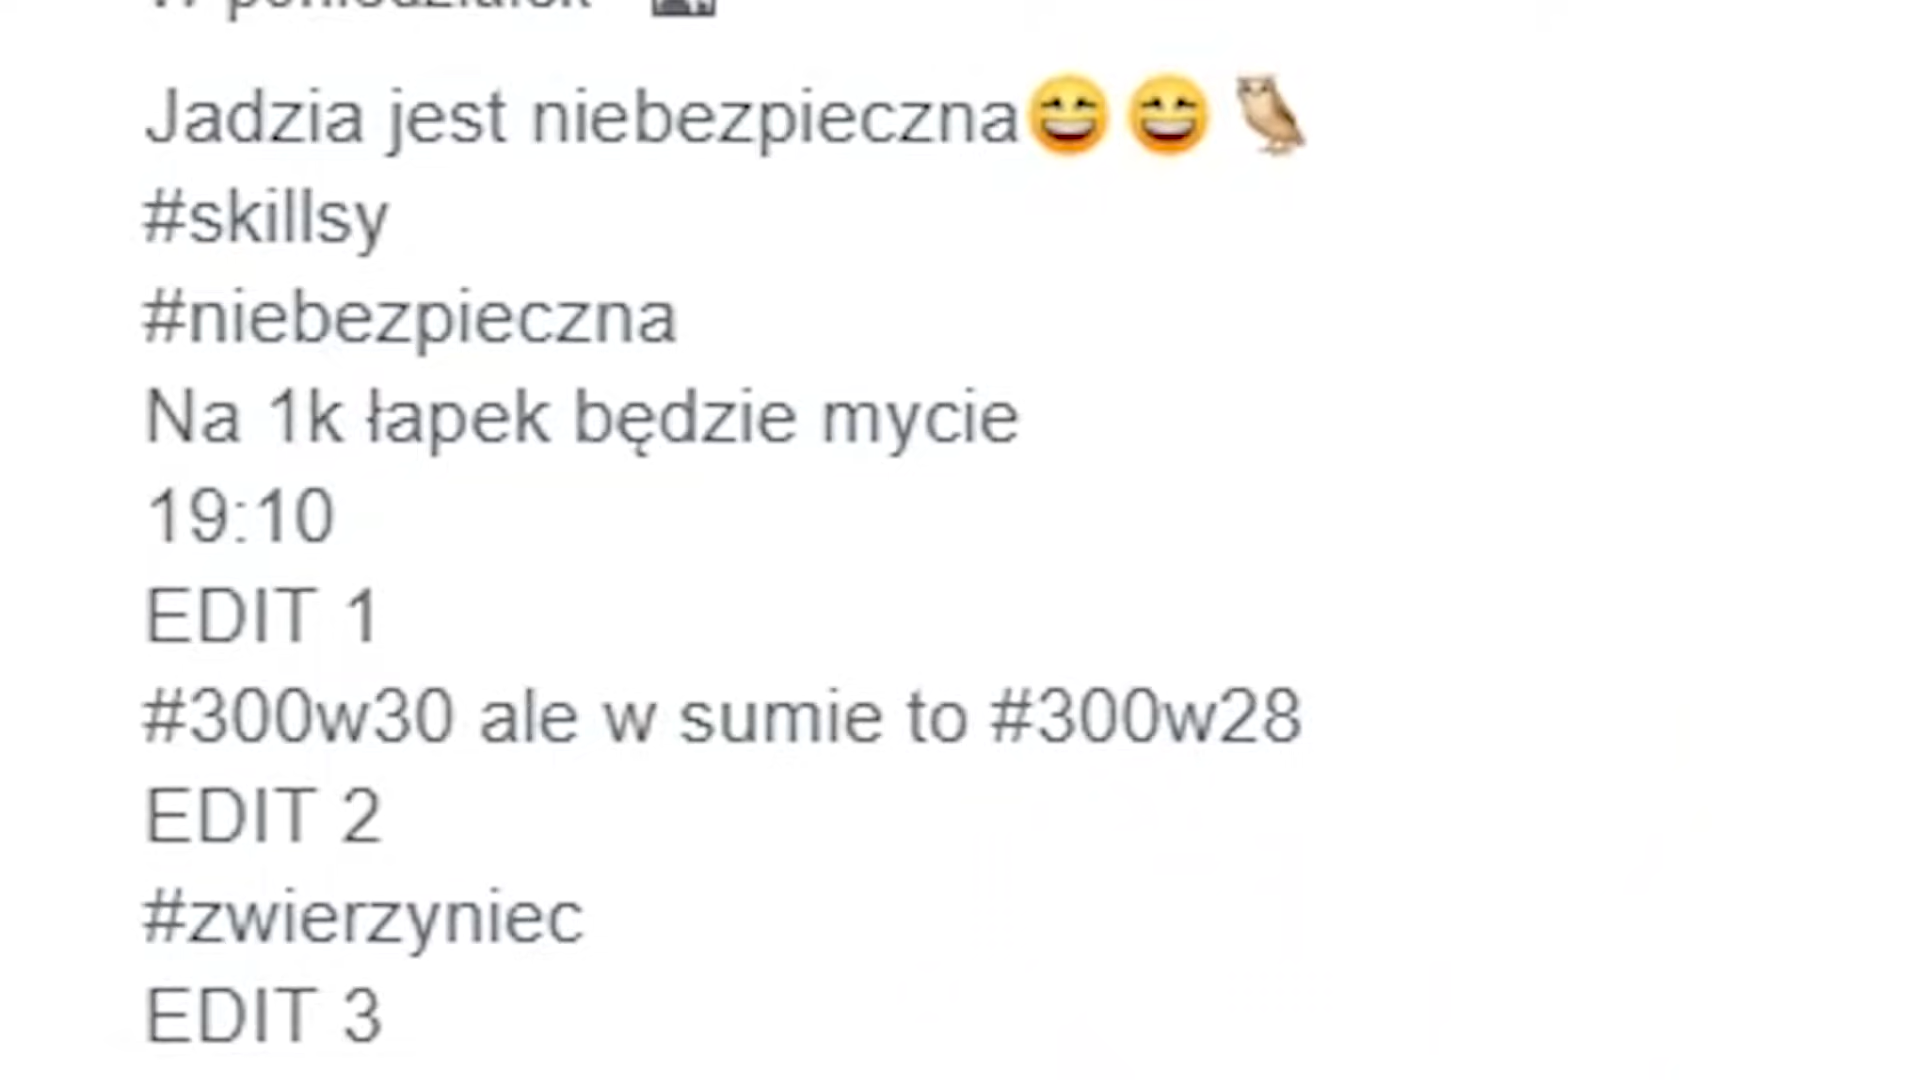 Jadzia jest niebezpieczna😄😄🦉
#skillsy
#niebezpieczna
Na 1k łapek będzie mycie
19:10
EDIT 1
#300w30 ale w sumie to #300w28
EDIT 2
#zwierzyniec
EDIT 3